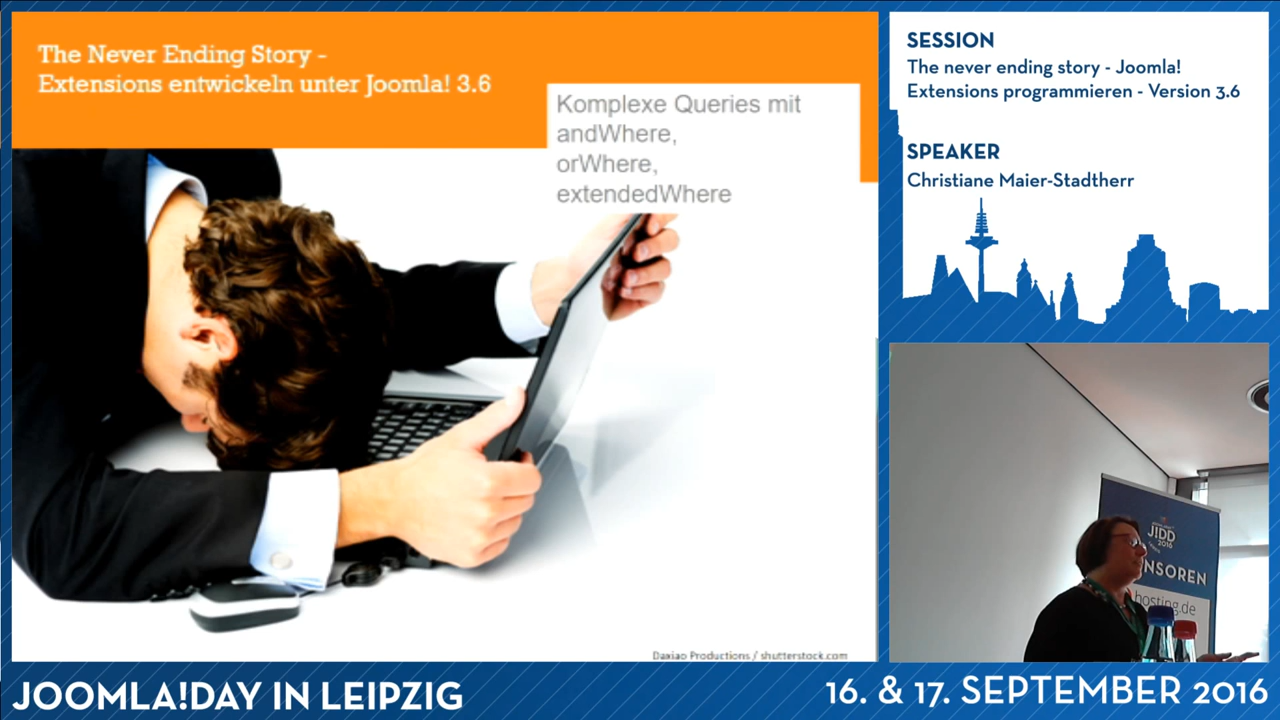 The Never Ending Story -
Extensions entwickeln unter Joomla! 3.6
Komplexe Queries mit
andWhere,
orWhere,
extendedWhere
Daxiao Productions / shutterstock.com
SESSION
The never ending story - Joomla!
Extensions programmieren - Version 3.6
SPEAKER
Christiane Maier-Stadtherr
J!DD
2016
NSOREN
hosting.de
JOOMLA!DAY IN LEIPZIG
16. & 17. SEPTEMBER 2016